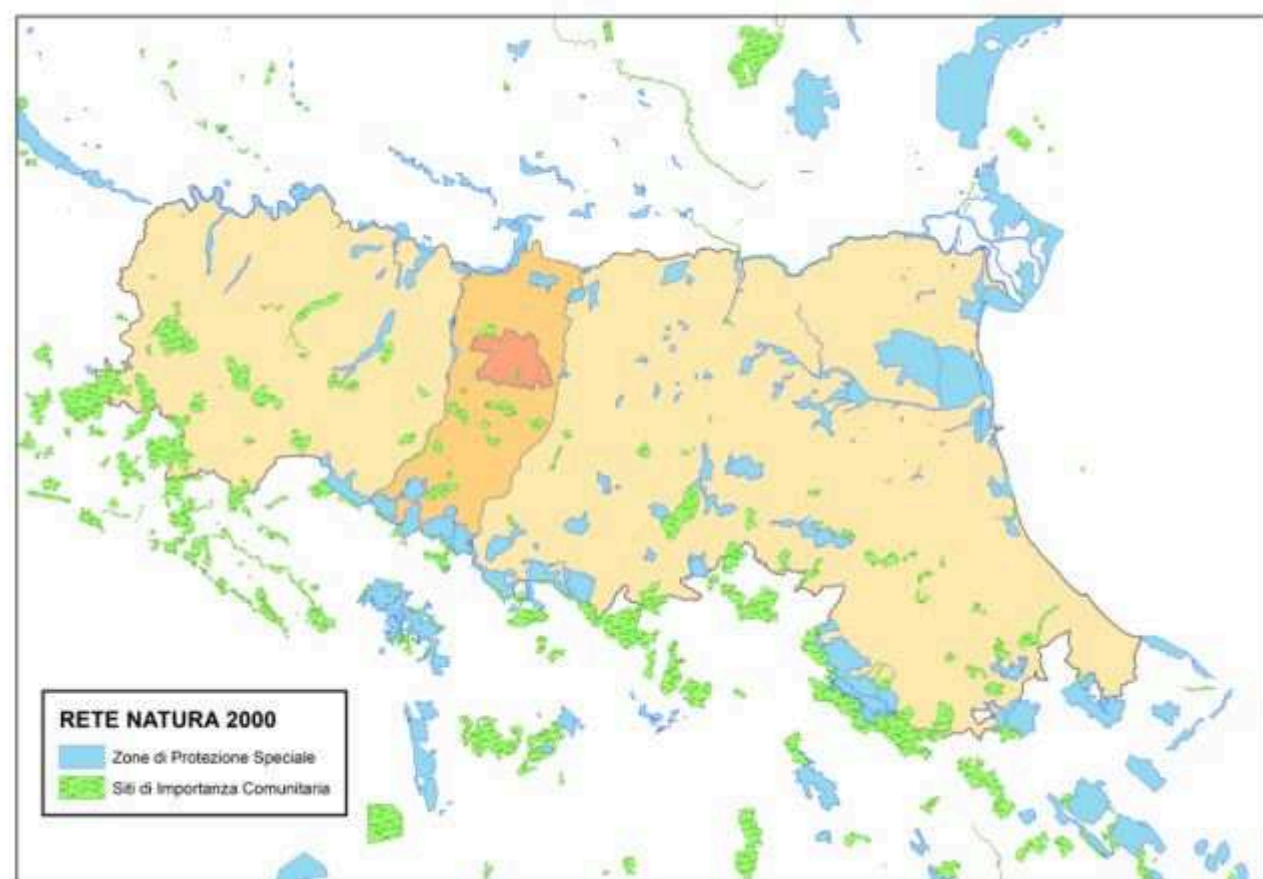 RETE NATURA 2000
Zone di Protezione Speciale
Siti di Importanza Comunitaria